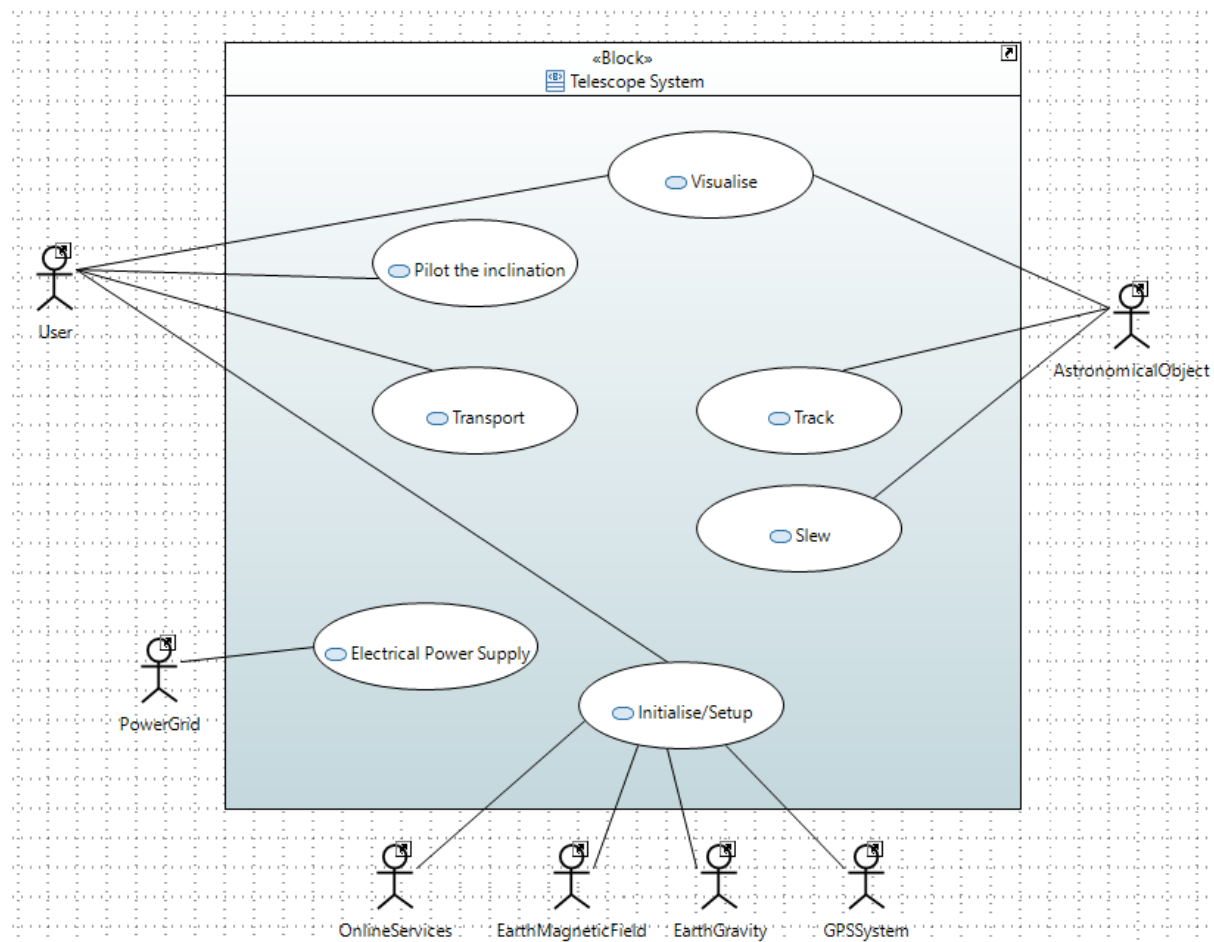 «Block»
Telescope System
Visualise
Pilot the inclination
User
AstronomicalObject
Transport
Track
Slew
Electrical Power Supply
PowerGrid
Initialise/Setup
OnlineServices
EarthMagneticField
EarthGravity
GPSSystem